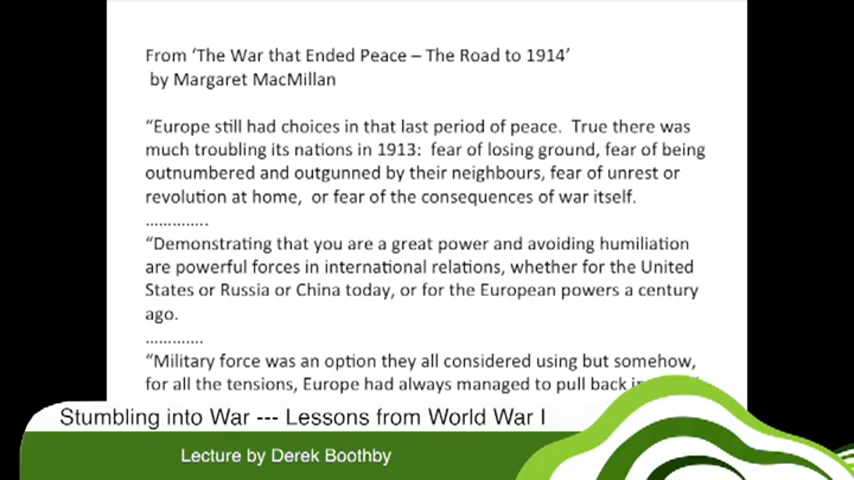 From ‘The War that Ended Peace – The Road to 1914’
by Margaret MacMillan
“Europe still had choices in that last period of peace.  True there was
much troubling its nations in 1913:  fear of losing ground, fear of being
outnumbered and outgunned by their neighbours, fear of unrest or
revolution at home,  or fear of the consequences of war itself.
..............
“Demonstrating that you are a great power and avoiding humiliation
are powerful forces in international relations, whether for the United
States or Russia or China today, or for the European powers a century
ago.
.............
“Military force was an option they all considered using but somehow,
for all the tensions, Europe had always managed to pull back
Stumbling into War --- Lessons from World War I
Lecture by Derek Boothby